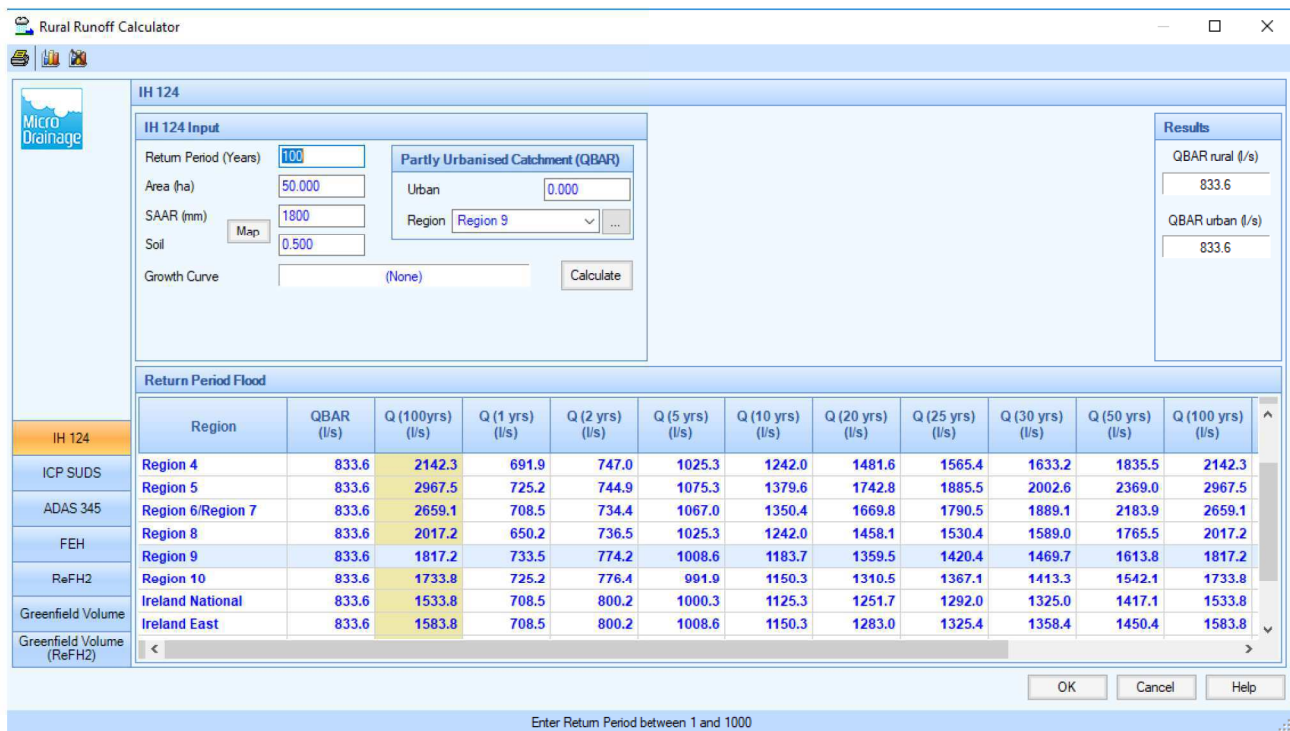 Rural Runoff Calculator
Micro
Drainage
IH 124
IH 124 Input
Return Period (Years) 100
Area (ha) 50.000
SAAR (mm) 1800
Map
Soil 0.500
Growth Curve (None)
Partly Urbanised Catchment (QBAR)
Urban 0.000
Region Region 9 ...
Calculate
Results
QBAR rural (l/s)
833.6
QBAR urban (l/s)
833.6
IH 124
ICP SUDS
ADAS 345
FEH
ReFH2
Greenfield Volume
Greenfield Volume
(ReFH2)
Return Period Flood
Region QBAR (l/s) Q (100yrs) (l/s) Q (1 yrs) (l/s) Q (2 yrs) (l/s) Q (5 yrs) (l/s) Q (10 yrs) (l/s) Q (20 yrs) (l/s) Q (25 yrs) (l/s) Q (30 yrs) (l/s) Q (50 yrs) (l/s) Q (100 yrs) (l/s)
Region 4 833.6 2142.3 691.9 747.0 1025.3 1242.0 1481.6 1565.4 1633.2 1835.5 2142.3
Region 5 833.6 2967.5 725.2 744.9 1075.3 1379.6 1742.8 1885.5 2002.6 2369.0 2967.5
Region 6/Region 7 833.6 2659.1 708.5 734.4 1067.0 1350.4 1669.8 1790.5 1889.1 2183.9 2659.1
Region 8 833.6 2017.2 650.2 736.5 1025.3 1242.0 1458.1 1530.4 1589.0 1765.5 2017.2
Region 9 833.6 1817.2 733.5 774.2 1008.6 1183.7 1359.5 1420.4 1469.7 1613.8 1817.2
Region 10 833.6 1733.8 725.2 776.4 991.9 1150.3 1310.5 1367.1 1413.3 1542.1 1733.8
Ireland National 833.6 1533.8 708.5 800.2 1000.3 1125.3 1251.7 1292.0 1325.0 1417.1 1533.8
Ireland East 833.6 1583.8 708.5 800.2 1008.6 1150.3 1283.0 1325.4 1358.4 1450.4 1583.8
OK Cancel Help
Enter Return Period between 1 and 1000